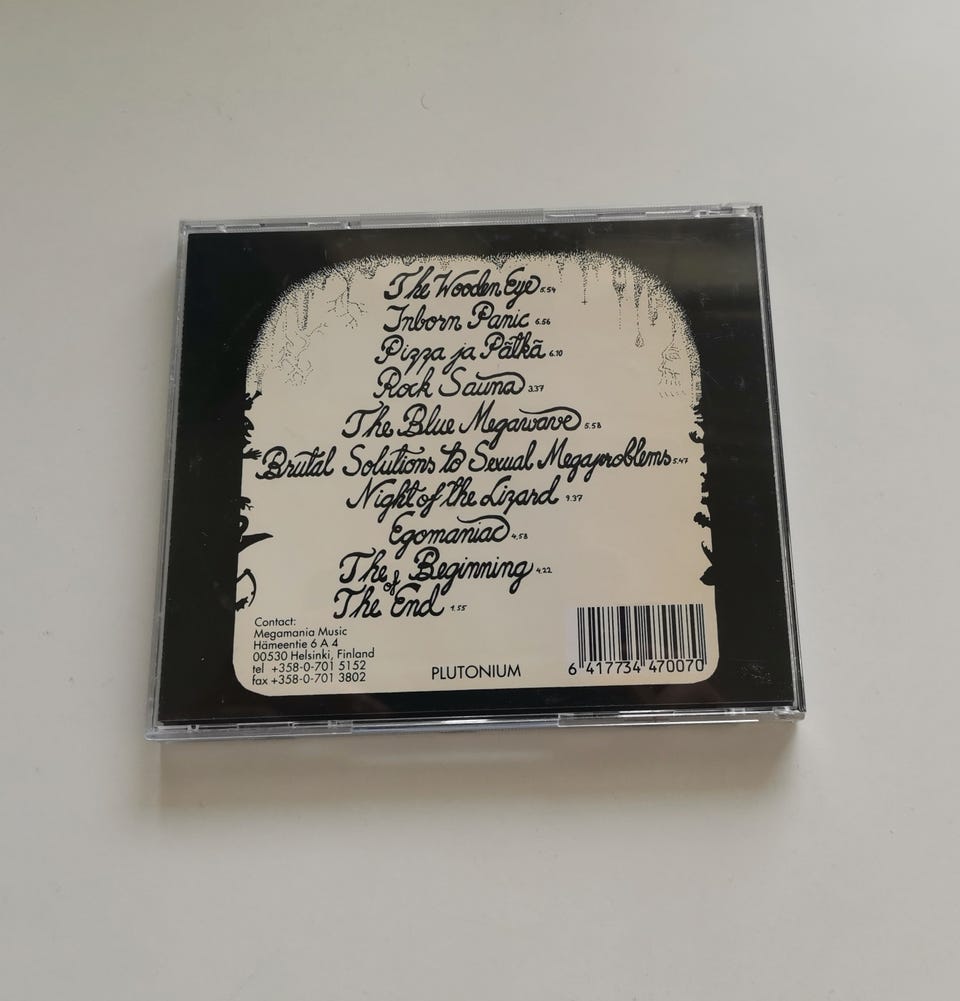 The Wooden Eye 5.54
Inborn Panic 6.56
Pizza ja Pätkä 6.10
Rock Sauna 3.37
The Blue Megawave 5.58
Brutal Solutions to Sexual Megaproblems 5.47
Night of the Lizard 9.37
Egomaniac 4.58
The Beginning 4.22
of
The End 1.55
Contact:
Megamania Music
Hämeentie 6 A 4
00530 Helsinki, Finland
tel +358-0-701 5152
fax +358-0-701 3802
PLUTONIUM
6 417734 470070